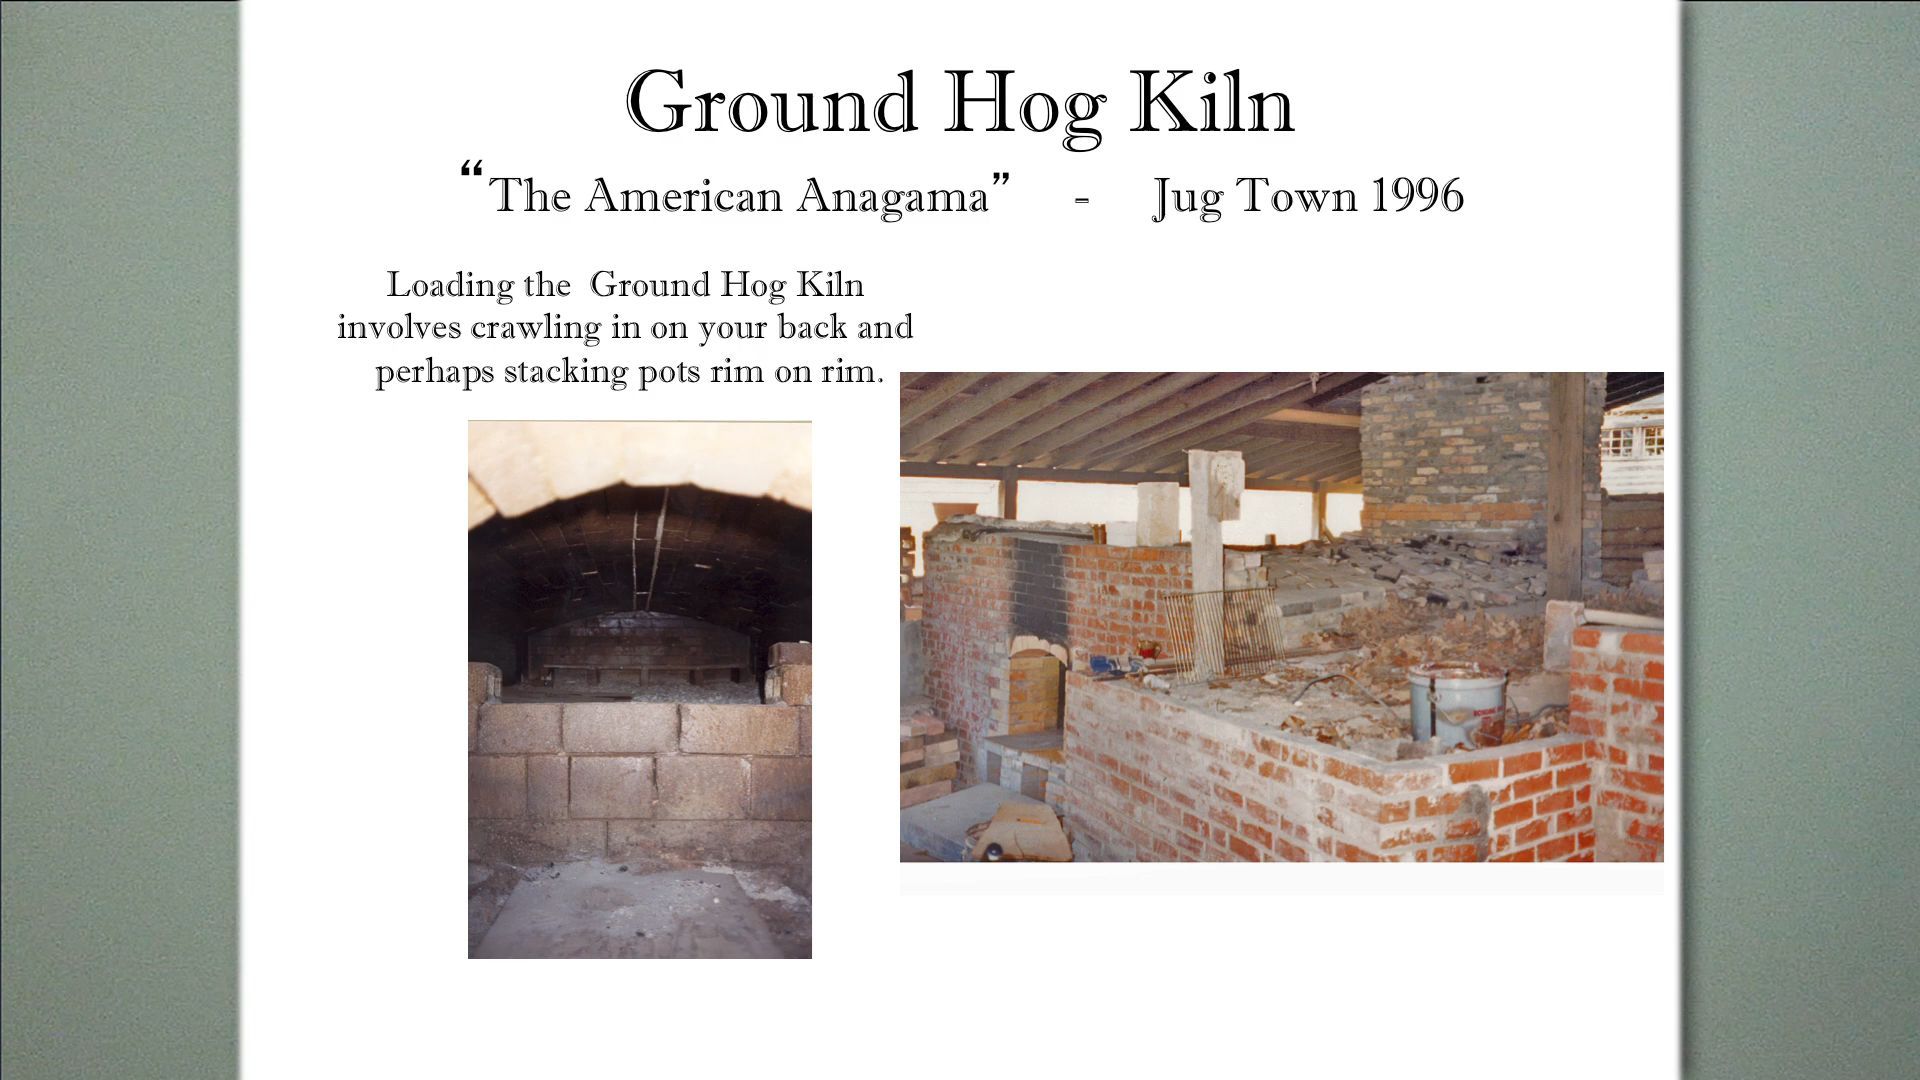 Ground Hog Kiln
“The American Anagama” - Jug Town 1996
Loading the Ground Hog Kiln
involves crawling in on your back and
perhaps stacking pots rim on rim.